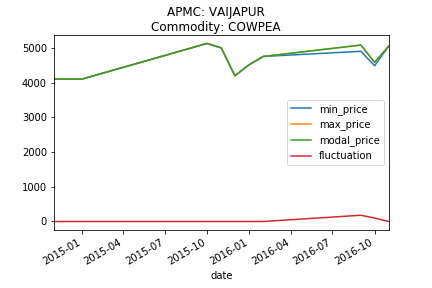 APMC: VAIJAPUR
Commodity: COWPEA
5000
4000
3000
2000
1000
0
min_price
max_price
modal_price
fluctuation
2015-01
2015-04
2015-07
2015-10
2016-01
2016-04
2016-07
2016-10
date